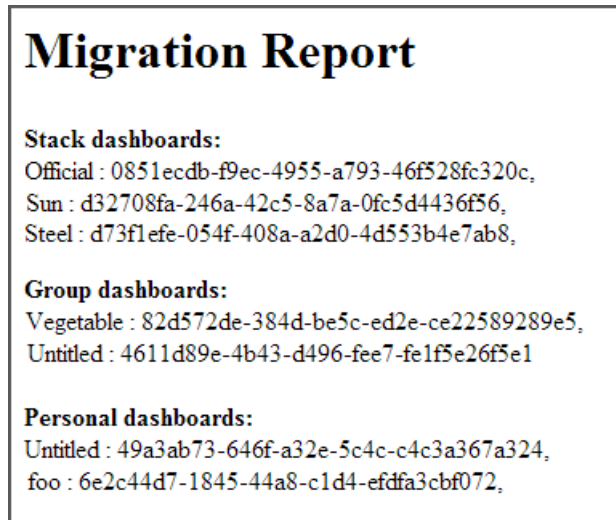 Migration Report
Stack dashboards:
Official : 0851ecdb-f9ec-4955-a793-46f528fc320c,
Sun : d32708fa-246a-42c5-8a7a-0fc5d4436f56,
Steel : d73f1efe-054f-408a-a2d0-4d553b4e7ab8,
Group dashboards:
Vegetable : 82d572de-384d-be5c-ed2e-ce22589289e5,
Untitled : 4611d89e-4b43-d496-fee7-fe1f5e26f5e1
Personal dashboards:
Untitled : 49a3ab73-646f-a32e-5c4c-c4c3a367a324,
foo : 6e2c44d7-1845-44a8-c1d4-efdfa3cbf072,